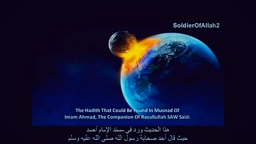 SoldierOfAllah2
The Hadith That Could Be Found In Musnad Of
Imam Ahmad, The Companion Of Rasullullah SAW Said:
هذا الحديث ورد في مسند الإمام أحمد
حيث قال أحد صحابة رسول الله صلى الله عليه وسلم